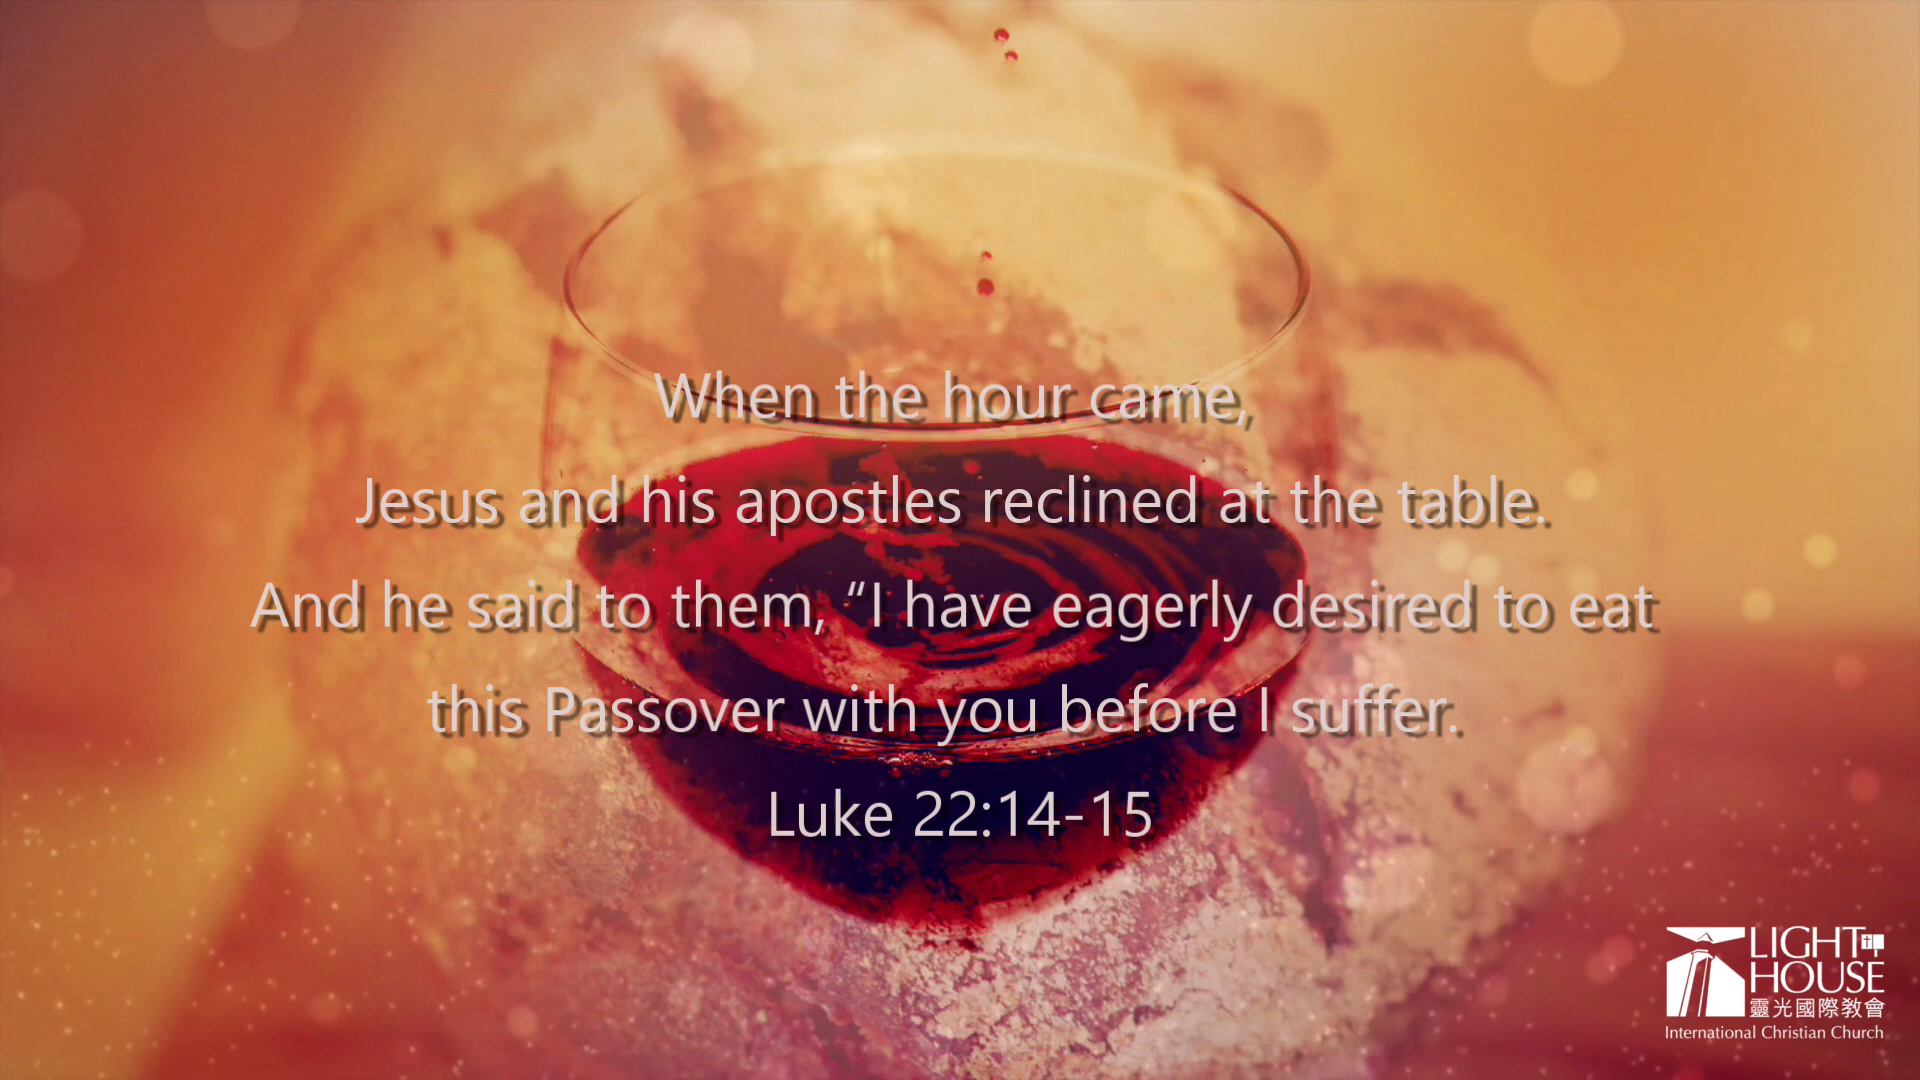 When the hour came,
Jesus and his apostles reclined at the table.
And he said to them, “I have eagerly desired to eat
this Passover with you before I suffer.
Luke 22:14-15
LIGHT
HOUSE
靈光國際教會
International Christian Church